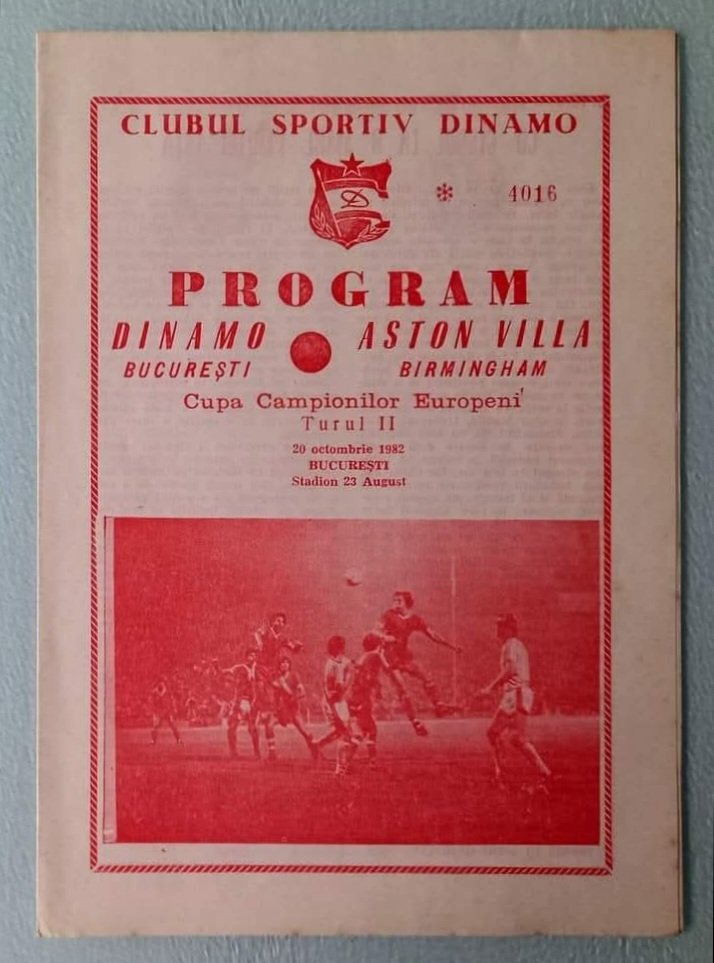 CLUBUL SPORTIV DINAMO
D
* 4016
PROGRAM
DINAMO ASTON VILLA
BUCUREȘTI BIRMINGHAM
Cupa Campionilor Europeni
Turul II
20 octombrie 1982
BUCUREȘTI
Stadion 23 August